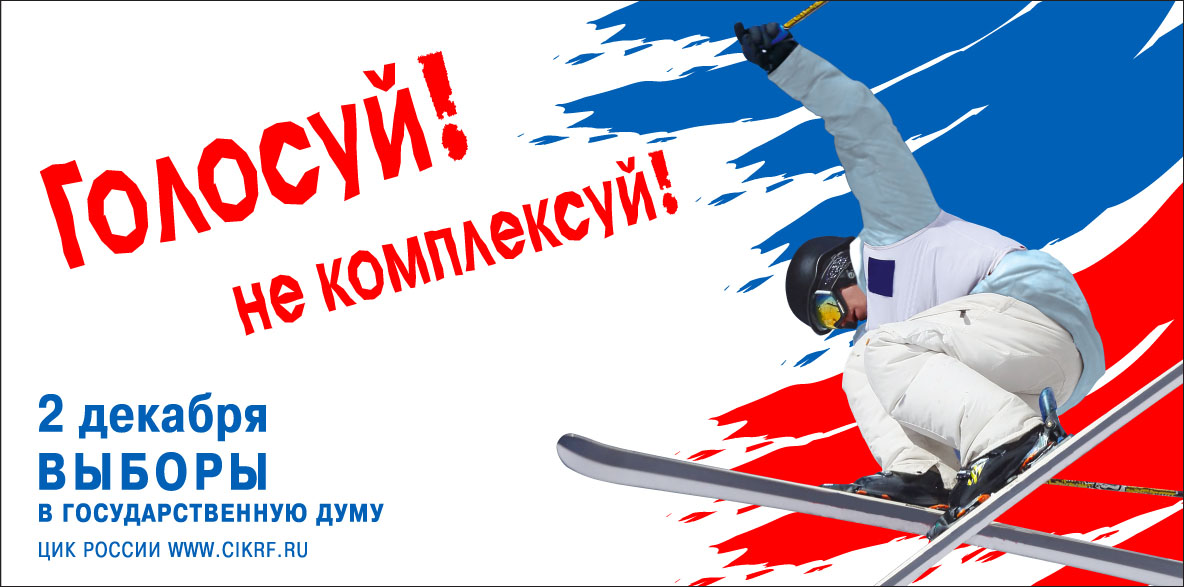 Голосуй!
не комплексуй!
2 декабря
ВЫБОРЫ
В ГОСУДАРСТВЕННУЮ ДУМУ
ЦИК РОССИИ WWW.CIKRF.RU